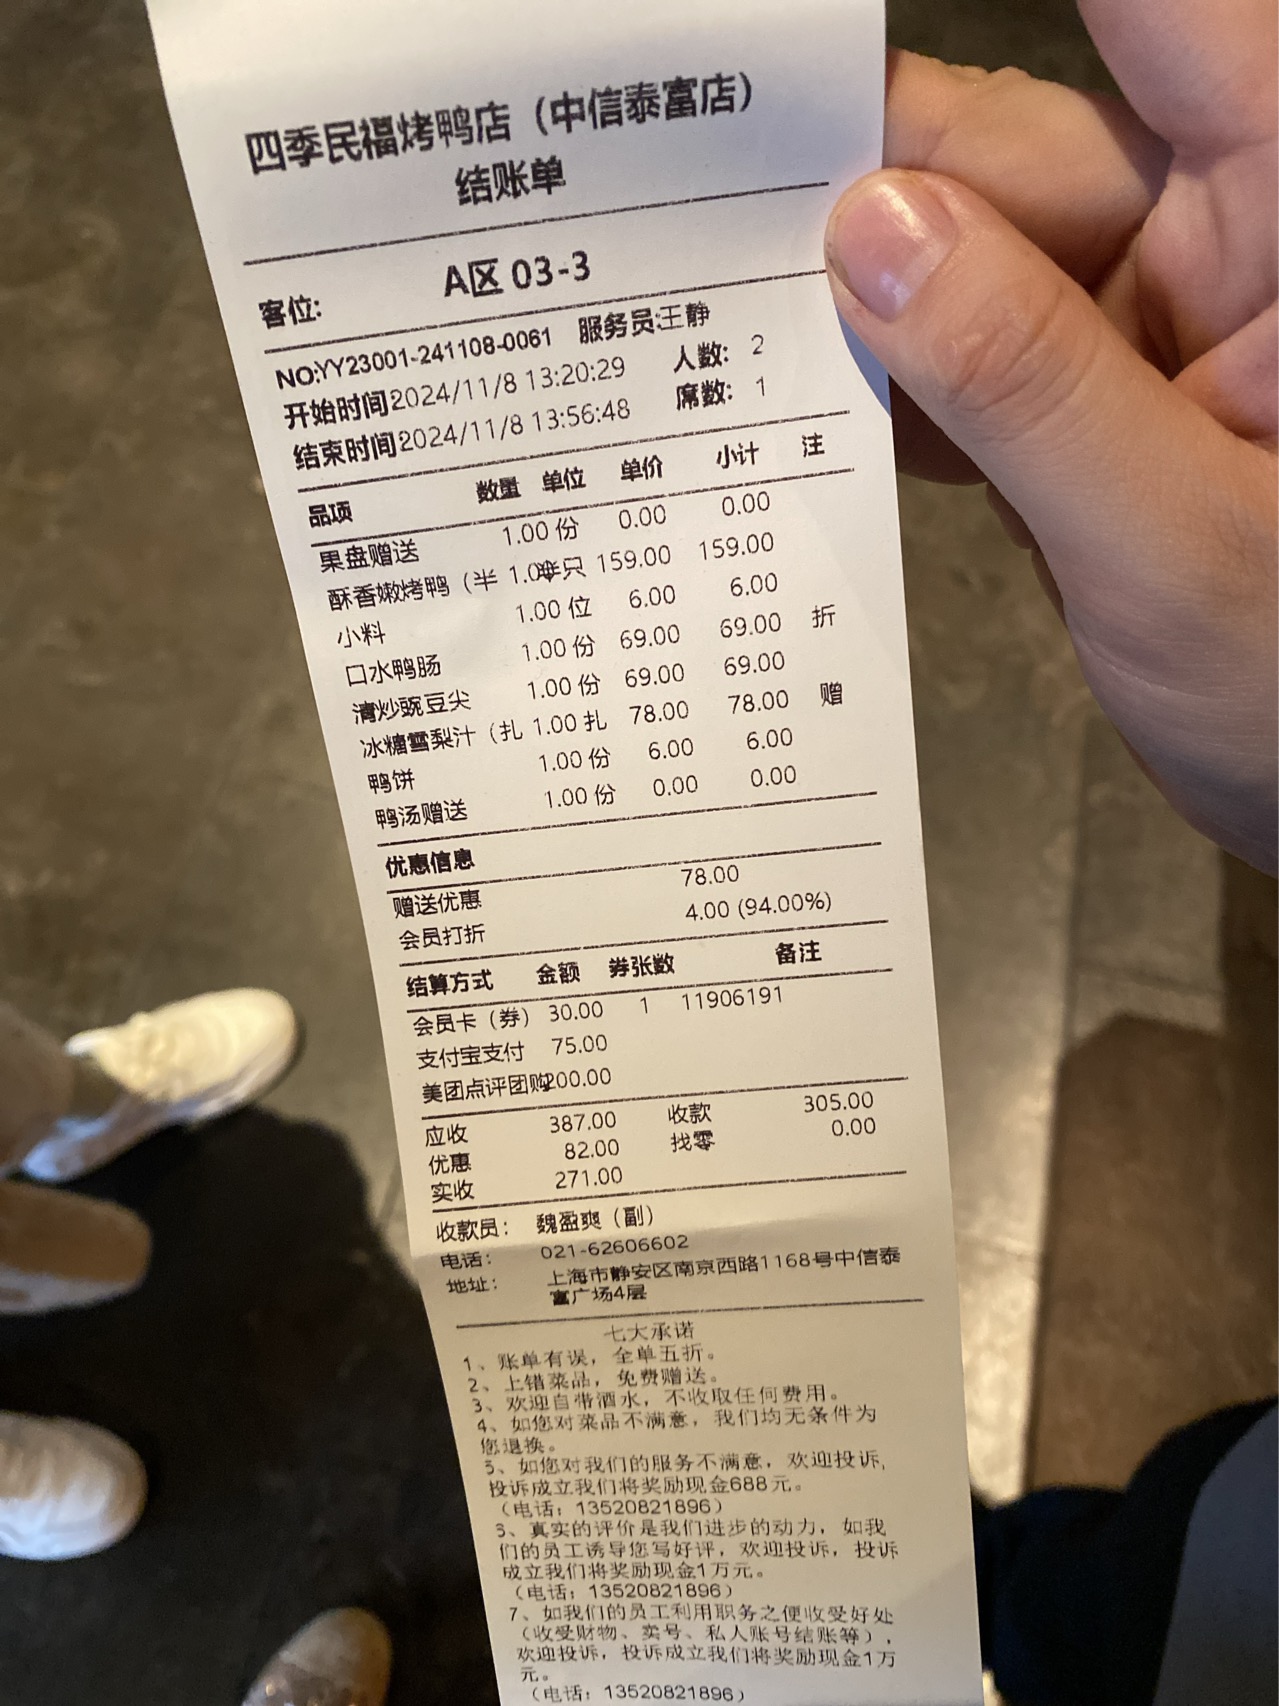 四季民福烤鸭店（中信泰富店）
结账单
客位: A区 03-3
NO:YY23001-241108-0061 服务员:王静
开始时间2024/11/8 13:20:29 人数: 2
结束时间2024/11/8 13:56:48 席数: 1
品项 数量 单位 单价 小计 注
果盘赠送 1.00 份 0.00 0.00
酥香嫩烤鸭（半 1.00半只 159.00 159.00
小料 1.00 位 6.00 6.00
口水鸭肠 1.00 份 69.00 69.00 折
清炒豌豆尖 1.00 份 69.00 69.00
冰糖雪梨汁（扎 1.00 扎 78.00 78.00 赠
鸭饼 1.00 份 6.00 6.00
鸭汤赠送 1.00 份 0.00 0.00
优惠信息
赠送优惠 78.00
会员打折 4.00 (94.00%)
结算方式 金额 券张数 备注
会员卡（券） 30.00 1 11906191
支付宝支付 75.00
美团点评团购200.00
应收 387.00 收款 305.00
优惠 82.00 找零 0.00
实收 271.00
收款员: 魏盈爽（副）
电话: 021-62606602
地址: 上海市静安区南京西路1168号中信泰
富广场4层
七大承诺
1、账单有误，全单五折。
2、上错菜品，免费赠送。
3、欢迎自带酒水，不收取任何费用。
4、如您对菜品不满意，我们均无条件为
您退换。
5、如您对我们的服务不满意，欢迎投诉，
投诉成立我们将奖励现金688元。
（电话：13520821896）
3、真实的评价是我们进步的动力，如我
们的员工诱导您写好评，欢迎投诉，投诉
成立我们将奖励现金1万元。
（电话：13520821896）
7、如我们的员工利用职务之便收受好处
（收受财物、卖号、私人账号结账等），
欢迎投诉，投诉成立我们将奖励现金1万
元。
（电话：13520821896）